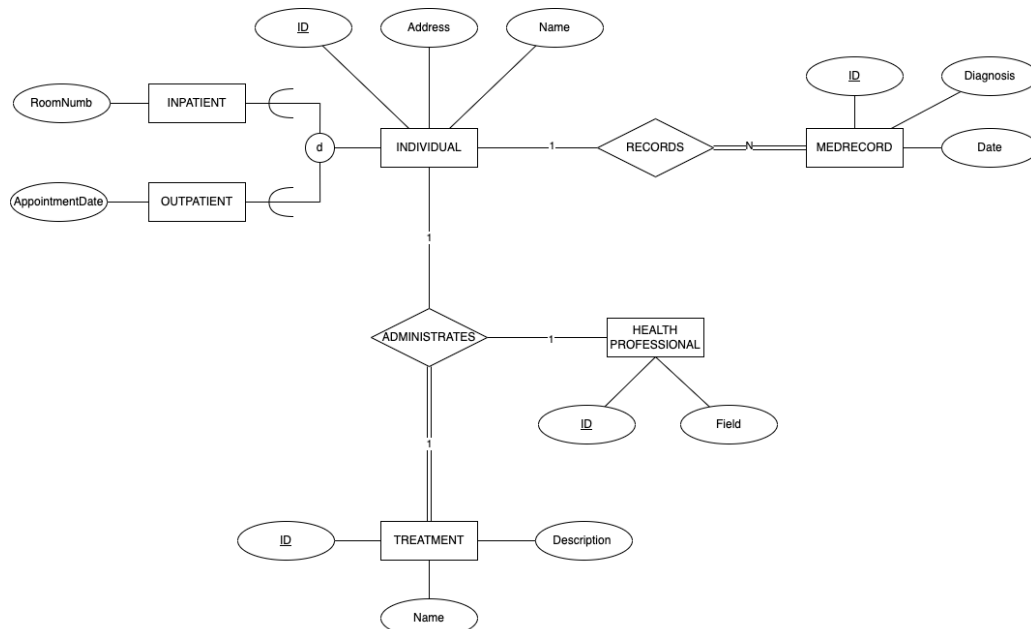 ID
Address
Name
ID
Diagnosis
RoomNumb
INPATIENT
d
INDIVIDUAL
1
RECORDS
N
MEDRECORD
Date
AppointmentDate
OUTPATIENT
1
ADMINISTRATES
1
HEALTH
PROFESSIONAL
ID
Field
1
ID
TREATMENT
Description
Name